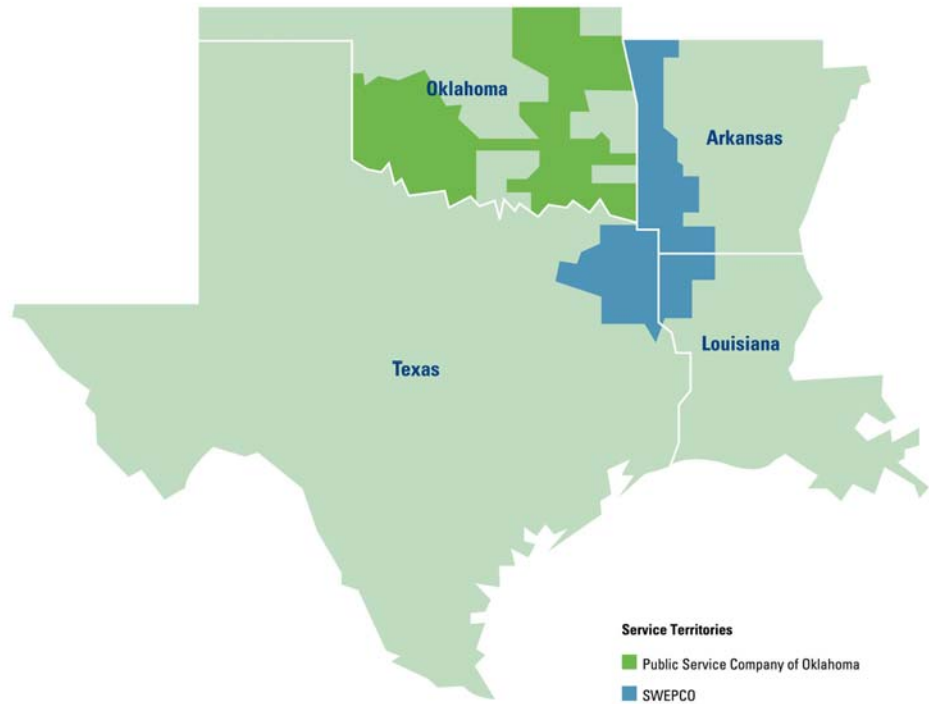 Oklahoma
Arkansas
Louisiana
Texas
Service Territories
Public Service Company of Oklahoma
SWEPCO